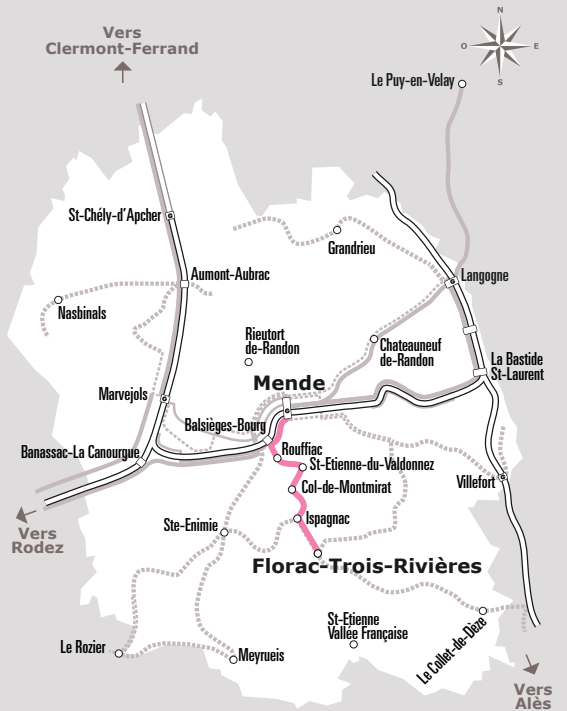 Vers
Clermont-Ferrand
N
O
E
S
Le Puy-en-Velay
St-Chély-d'Apcher
Grandrieu
Aumont-Aubrac
Langogne
Nasbinals
Rieutort
de-Randon
Chateauneuf
de-Randon
La Bastide
St-Laurent
Mende
Marvejols
Balsièges-Bourg
Banassac-La Canourgue
Rouffiac
St-Etienne-du-Valdonnez
Villefort
Col-de-Montmirat
Vers
Rodez
Ste-Enimie
Ispagnac
Florac-Trois-Rivières
St-Etienne
Vallée Française
Le Collet-de-Dèze
Le Rozier
Meyrueis
Vers
Alès